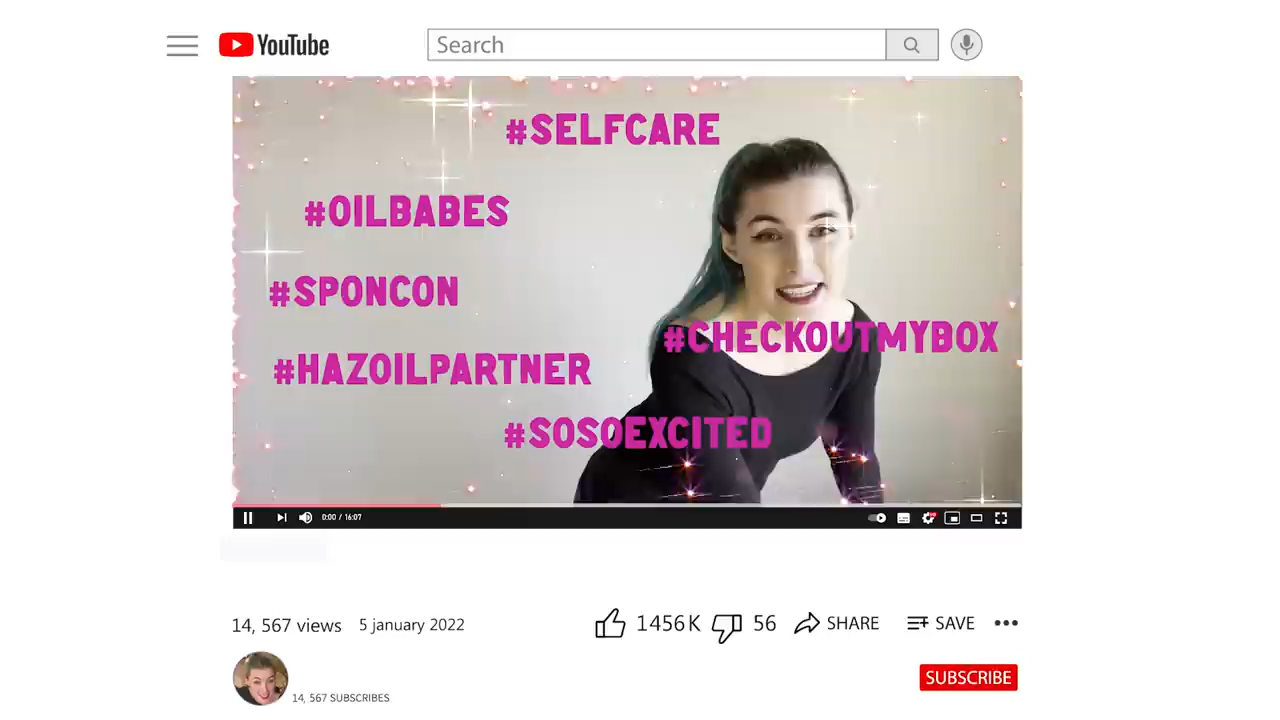 YouTube
Search
#SELFCARE
#OILBABES
#SPONCON
#CHECKOUTMYBOX
#HAZOILPARTNER
#SOSOEXCITED
0:00 / 16:07
14, 567 views 5 january 2022 1456K 56 SHARE SAVE
14, 567 SUBSCRIBES
SUBSCRIBE